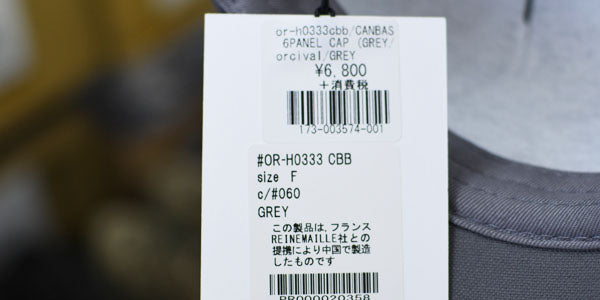 or-h0333cbb/CANBAS
6PANEL CAP (GREY/
orcival/GREY
¥6,800
+消費税
173-003574-001
#OR-H0333 CBB
size F
c/#060
GREY
この製品は、フランス
REINEMAILLE社との
提携により中国で製造
したものです
RR000020358